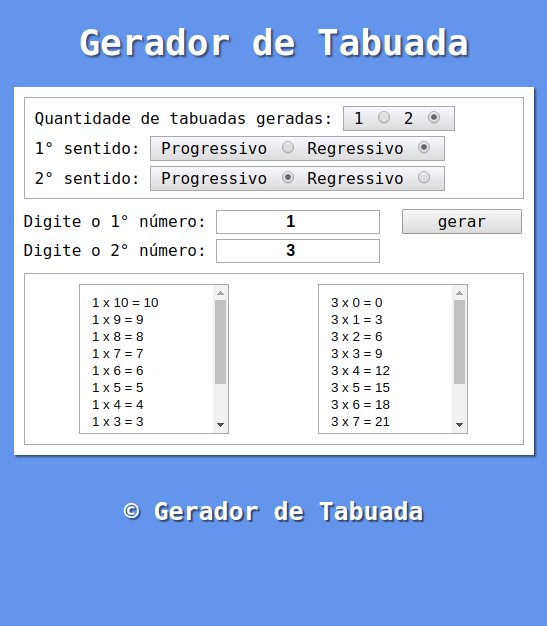 Gerador de Tabuada
Quantidade de tabuadas geradas: 1 2
1° sentido: Progressivo Regressivo
2° sentido: Progressivo Regressivo
Digite o 1° número: 1 gerar
Digite o 2° número: 3
1 x 10 = 10
1 x 9 = 9
1 x 8 = 8
1 x 7 = 7
1 x 6 = 6
1 x 5 = 5
1 x 4 = 4
1 x 3 = 3
3 x 0 = 0
3 x 1 = 3
3 x 2 = 6
3 x 3 = 9
3 x 4 = 12
3 x 5 = 15
3 x 6 = 18
3 x 7 = 21
© Gerador de Tabuada